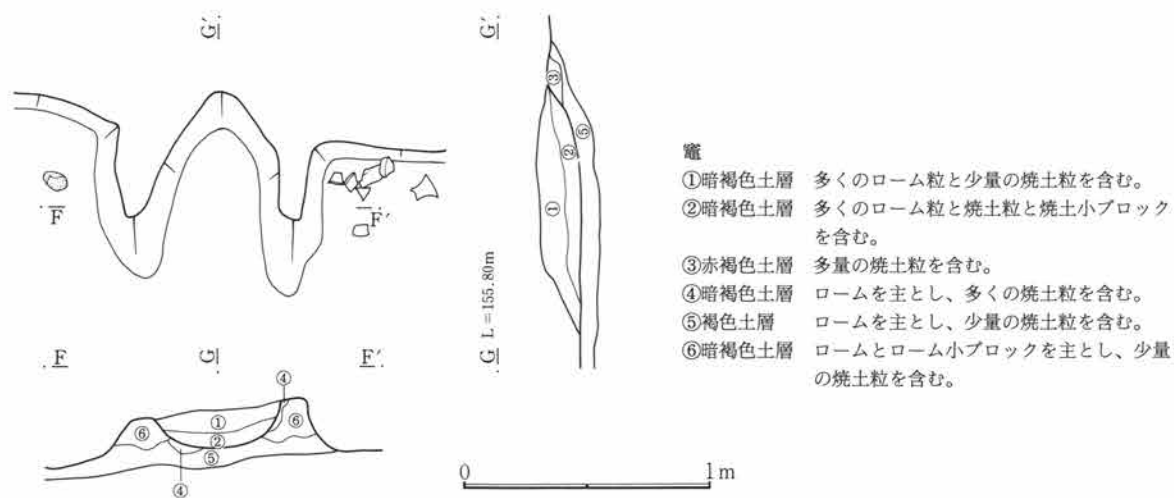 G′
G′
③
⑤
②
①
F
F′
G
G L=155.80m
竈
①暗褐色土層 多くのローム粒と少量の焼土粒を含む。
②暗褐色土層 多くのローム粒と焼土粒と焼土小ブロック
を含む。
③赤褐色土層 多量の焼土粒を含む。
④暗褐色土層 ロームを主とし、多くの焼土粒を含む。
⑤褐色土層 ロームを主とし、少量の焼土粒を含む。
⑥暗褐色土層 ロームとローム小ブロックを主とし、少量
の焼土粒を含む。
F
F′
④
①
⑥
⑥
②
⑤
④
0 1m